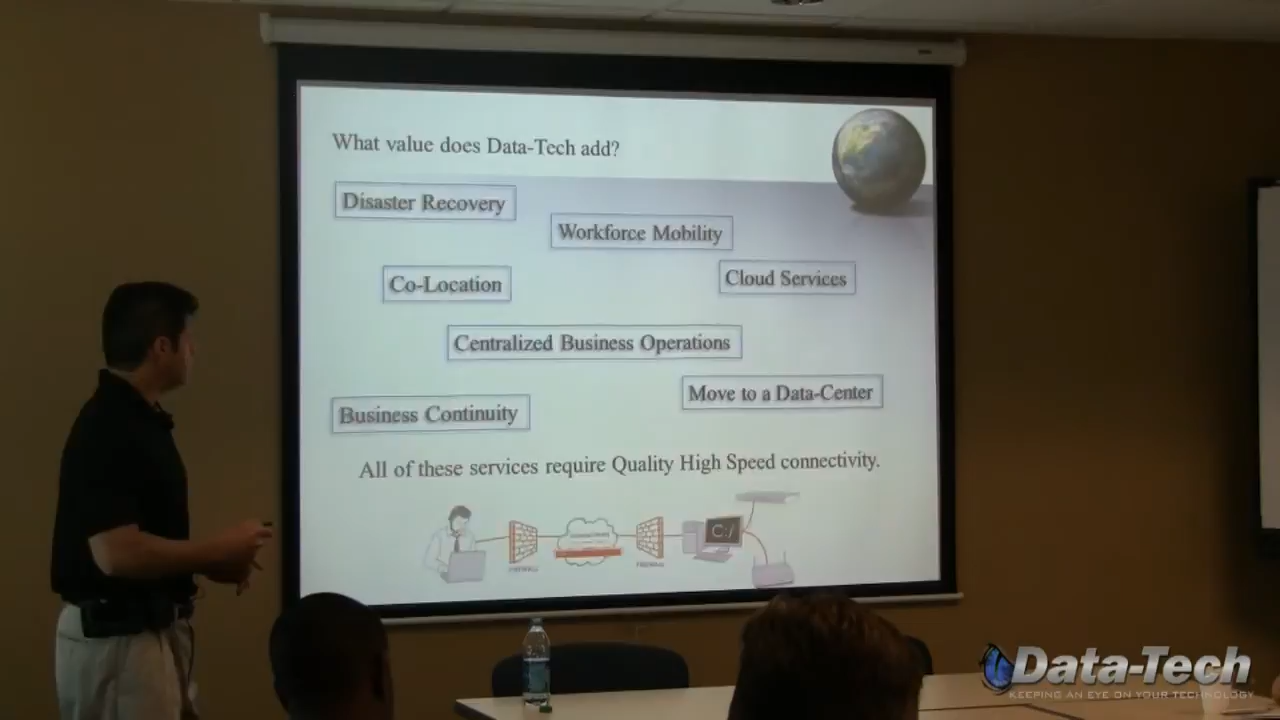 What value does Data-Tech add?
Disaster Recovery
Workforce Mobility
Co-Location
Cloud Services
Centralized Business Operations
Move to a Data-Center
Business Continuity
All of these services require Quality High Speed connectivity.
C:/
Data-Tech
KEEPING AN EYE ON YOUR TECHNOLOGY